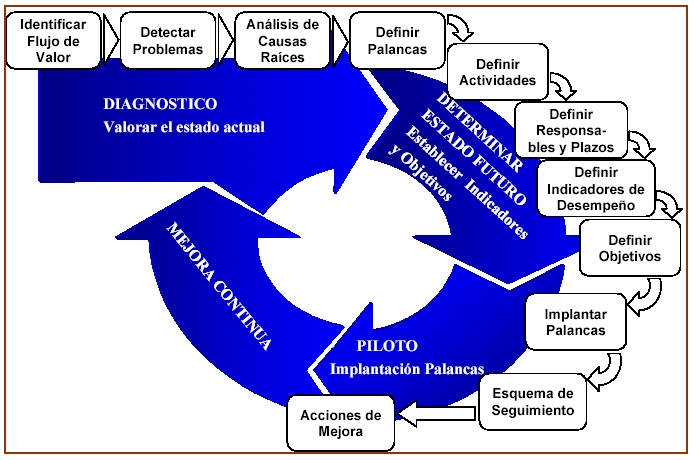 Identificar
Flujo de
Valor
Detectar
Problemas
Análisis de
Causas
Raíces
Definir
Palancas
Definir
Actividades
Definir
Responsa-
bles y Plazos
Definir
Indicadores de
Desempeño
Definir
Objetivos
Implantar
Palancas
Esquema de
Seguimiento
Acciones de
Mejora
DIAGNOSTICO
Valorar el estado actual
DETERMINAR
ESTADO FUTURO
Establecer Indicadores
y Objetivos
PILOTO
Implantación Palancas
MEJORA CONTINUA